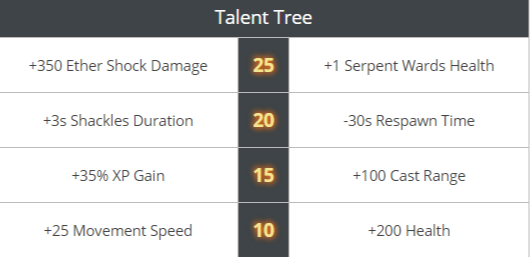 Talent Tree
+350 Ether Shock Damage 25 +1 Serpent Wards Health
+3s Shackles Duration 20 -30s Respawn Time
+35% XP Gain 15 +100 Cast Range
+25 Movement Speed 10 +200 Health